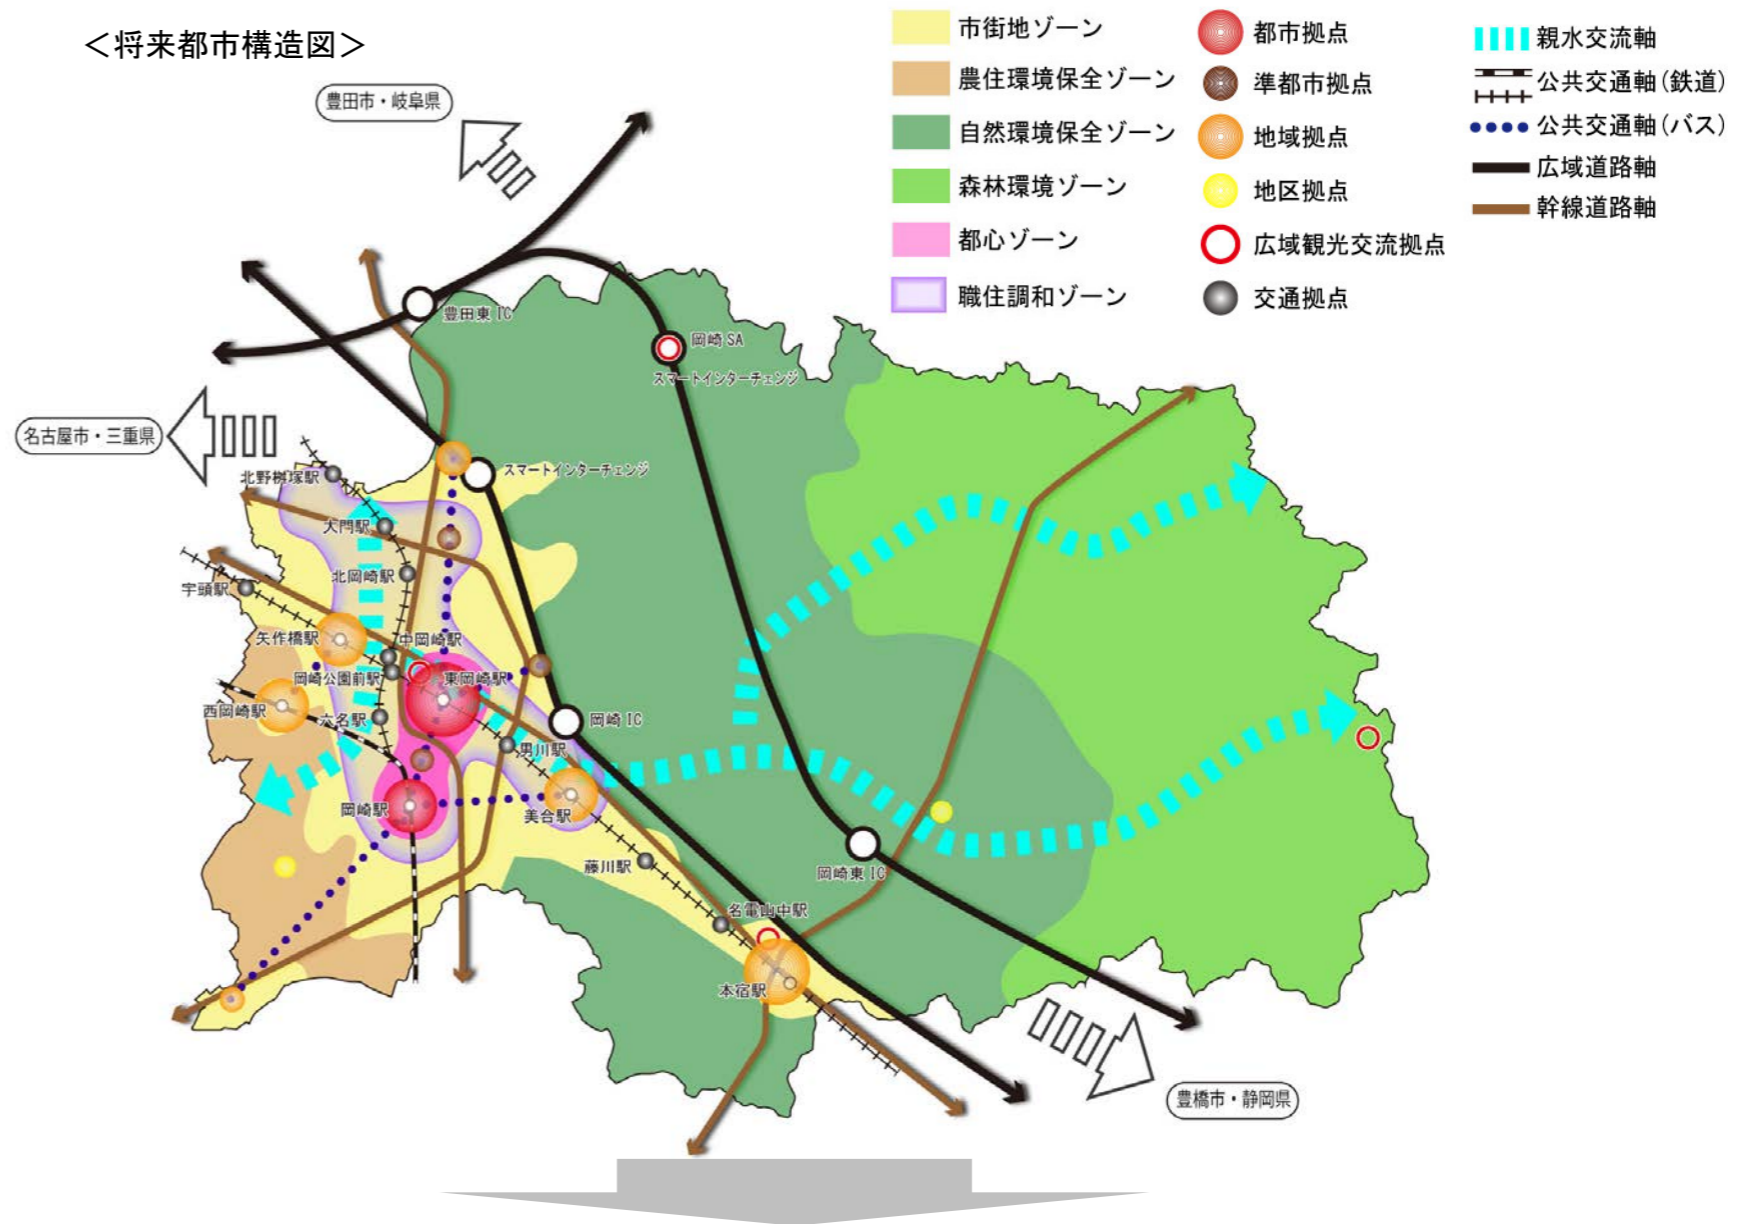 ＜将来都市構造図＞
市街地ゾーン
農住環境保全ゾーン
自然環境保全ゾーン
森林環境ゾーン
都心ゾーン
職住調和ゾーン
都市拠点
準都市拠点
地域拠点
地区拠点
広域観光交流拠点
交通拠点
親水交流軸
公共交通軸(鉄道)
公共交通軸(バス)
広域道路軸
幹線道路軸
豊田市・岐阜県
豊田東IC
岡崎SA
スマートインターチェンジ
名古屋市・三重県
スマートインターチェンジ
北野桝塚駅
大門駅
北岡崎駅
宇頭駅
矢作橋駅
中岡崎駅
岡崎公園前駅
東岡崎駅
西岡崎駅
六名駅
岡崎IC
男川駅
岡崎駅
美合駅
藤川駅
岡崎東IC
名電山中駅
本宿駅
豊橋市・静岡県